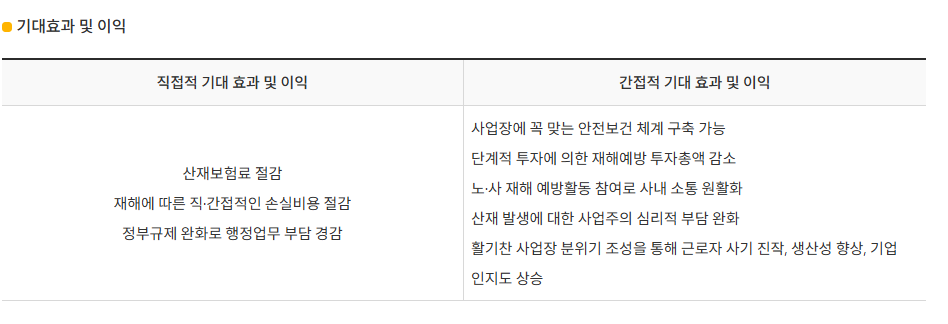 기대효과 및 이익
직접적 기대 효과 및 이익
간접적 기대 효과 및 이익
산재보험료 절감
재해에 따른 직·간접적인 손실비용 절감
정부규제 완화로 행정업무 부담 경감
사업장에 꼭 맞는 안전보건 체계 구축 가능
단계적 투자에 의한 재해예방 투자총액 감소
노·사 재해 예방활동 참여로 사내 소통 원활화
산재 발생에 대한 사업주의 심리적 부담 완화
활기찬 사업장 분위기 조성을 통해 근로자 사기 진작, 생산성 향상, 기업
인지도 상승